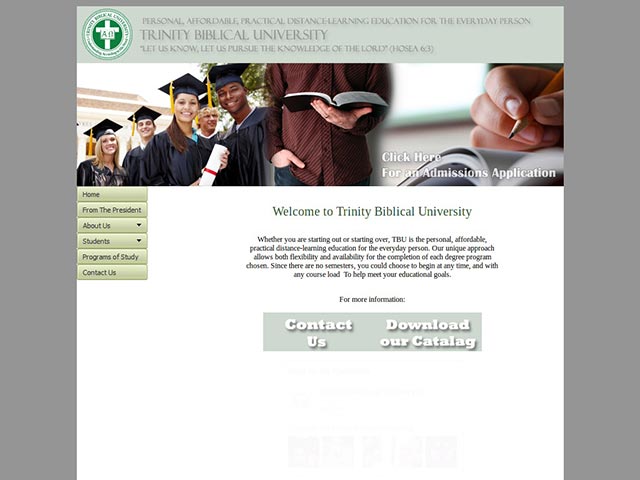 PERSONAL, AFFORDABLE, PRACTICAL DISTANCE-LEARNING EDUCATION FOR THE EVERYDAY PERSON
TRINITY BIBLICAL UNIVERSITY
"LET US KNOW, LET US PURSUE THE KNOWLEDGE OF THE LORD" (HOSEA 6:3)
TRINITY BIBLICAL UNIVERSITY
ΑΩ
Click Here
For an Admissions Application
Home
From The President
About Us
Students
Programs of Study
Contact Us
Welcome to Trinity Biblical University
Whether you are starting out or starting over, TBU is the personal, affordable,
practical distance-learning education for the everyday person. Our unique approach
allows both flexibility and availability for the completion of each degree program
chosen. Since there are no semesters, you could choose to begin at any time, and with
any course load  To help meet your educational goals.
For more information:
Contact
Us
Download
our Catalag